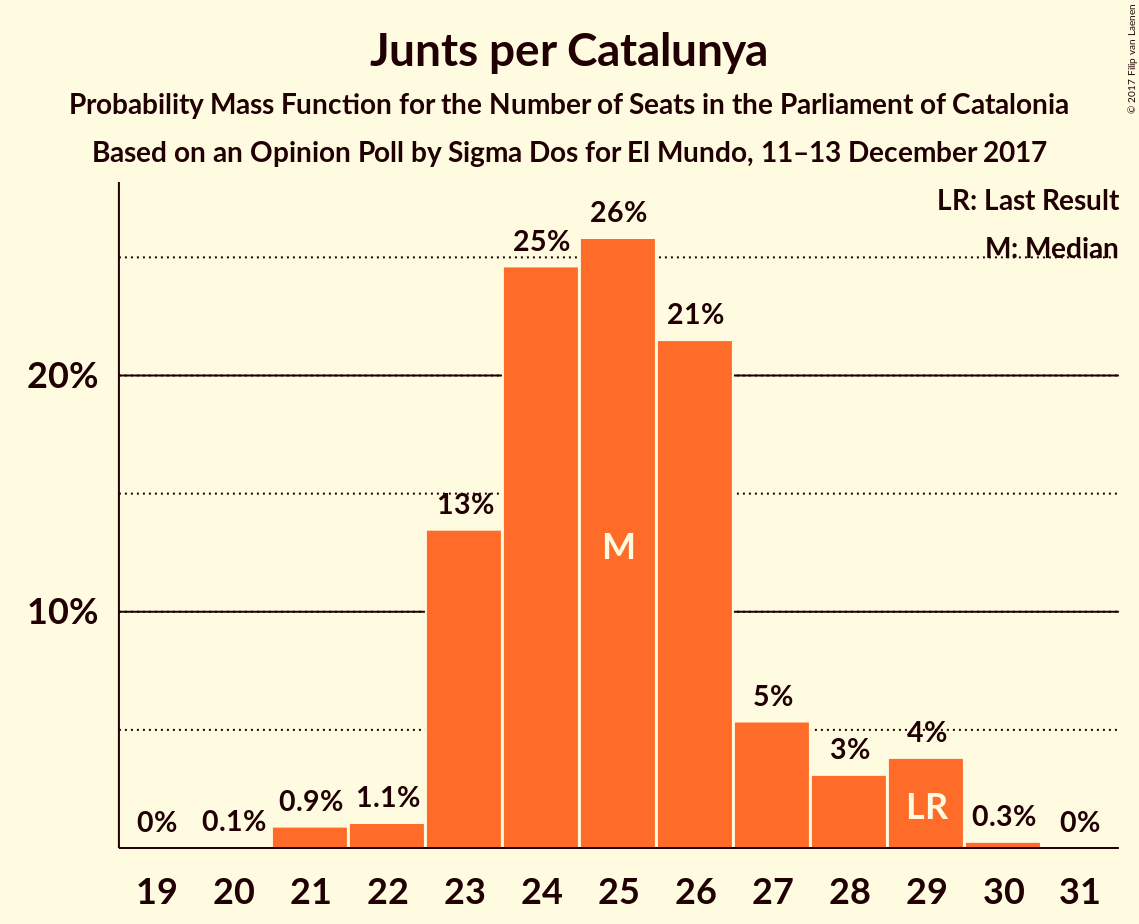 Junts per Catalunya
Probability Mass Function for the Number of Seats in the Parliament of Catalonia
Based on an Opinion Poll by Sigma Dos for El Mundo, 11–13 December 2017
© 2017 Filip van Laenen
LR: Last Result
M: Median
20%
10%
0%
0.1%
0.9%
1.1%
13%
25%
26%
21%
5%
3%
4%
0.3%
0%
M
LR
19 20 21 22 23 24 25 26 27 28 29 30 31